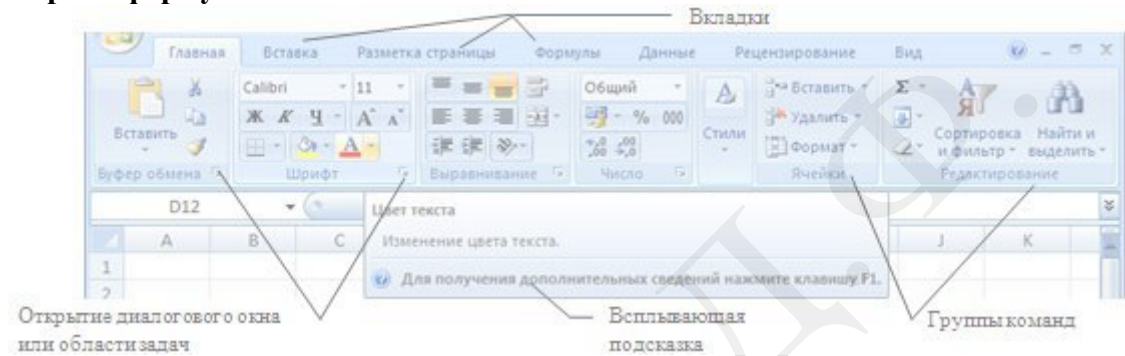 Вкладки
Главная Вставка Разметка страницы Формулы Данные Рецензирование Вид
Calibri 11 Общий Вставить Σ
Ж К Ч А А % 000 Удалить
Вставить Стили Формат Сортировка и фильтр Найти и выделить
Буфер обмена Шрифт Выравнивание Число Ячейки Редактирование
D12
Цвет текста
A B C J K
Изменение цвета текста.
1
Для получения дополнительных сведений нажмите клавишу F1.
2
Открытие диалогового окна
или области задач
Всплывающая
подсказка
Группы команд